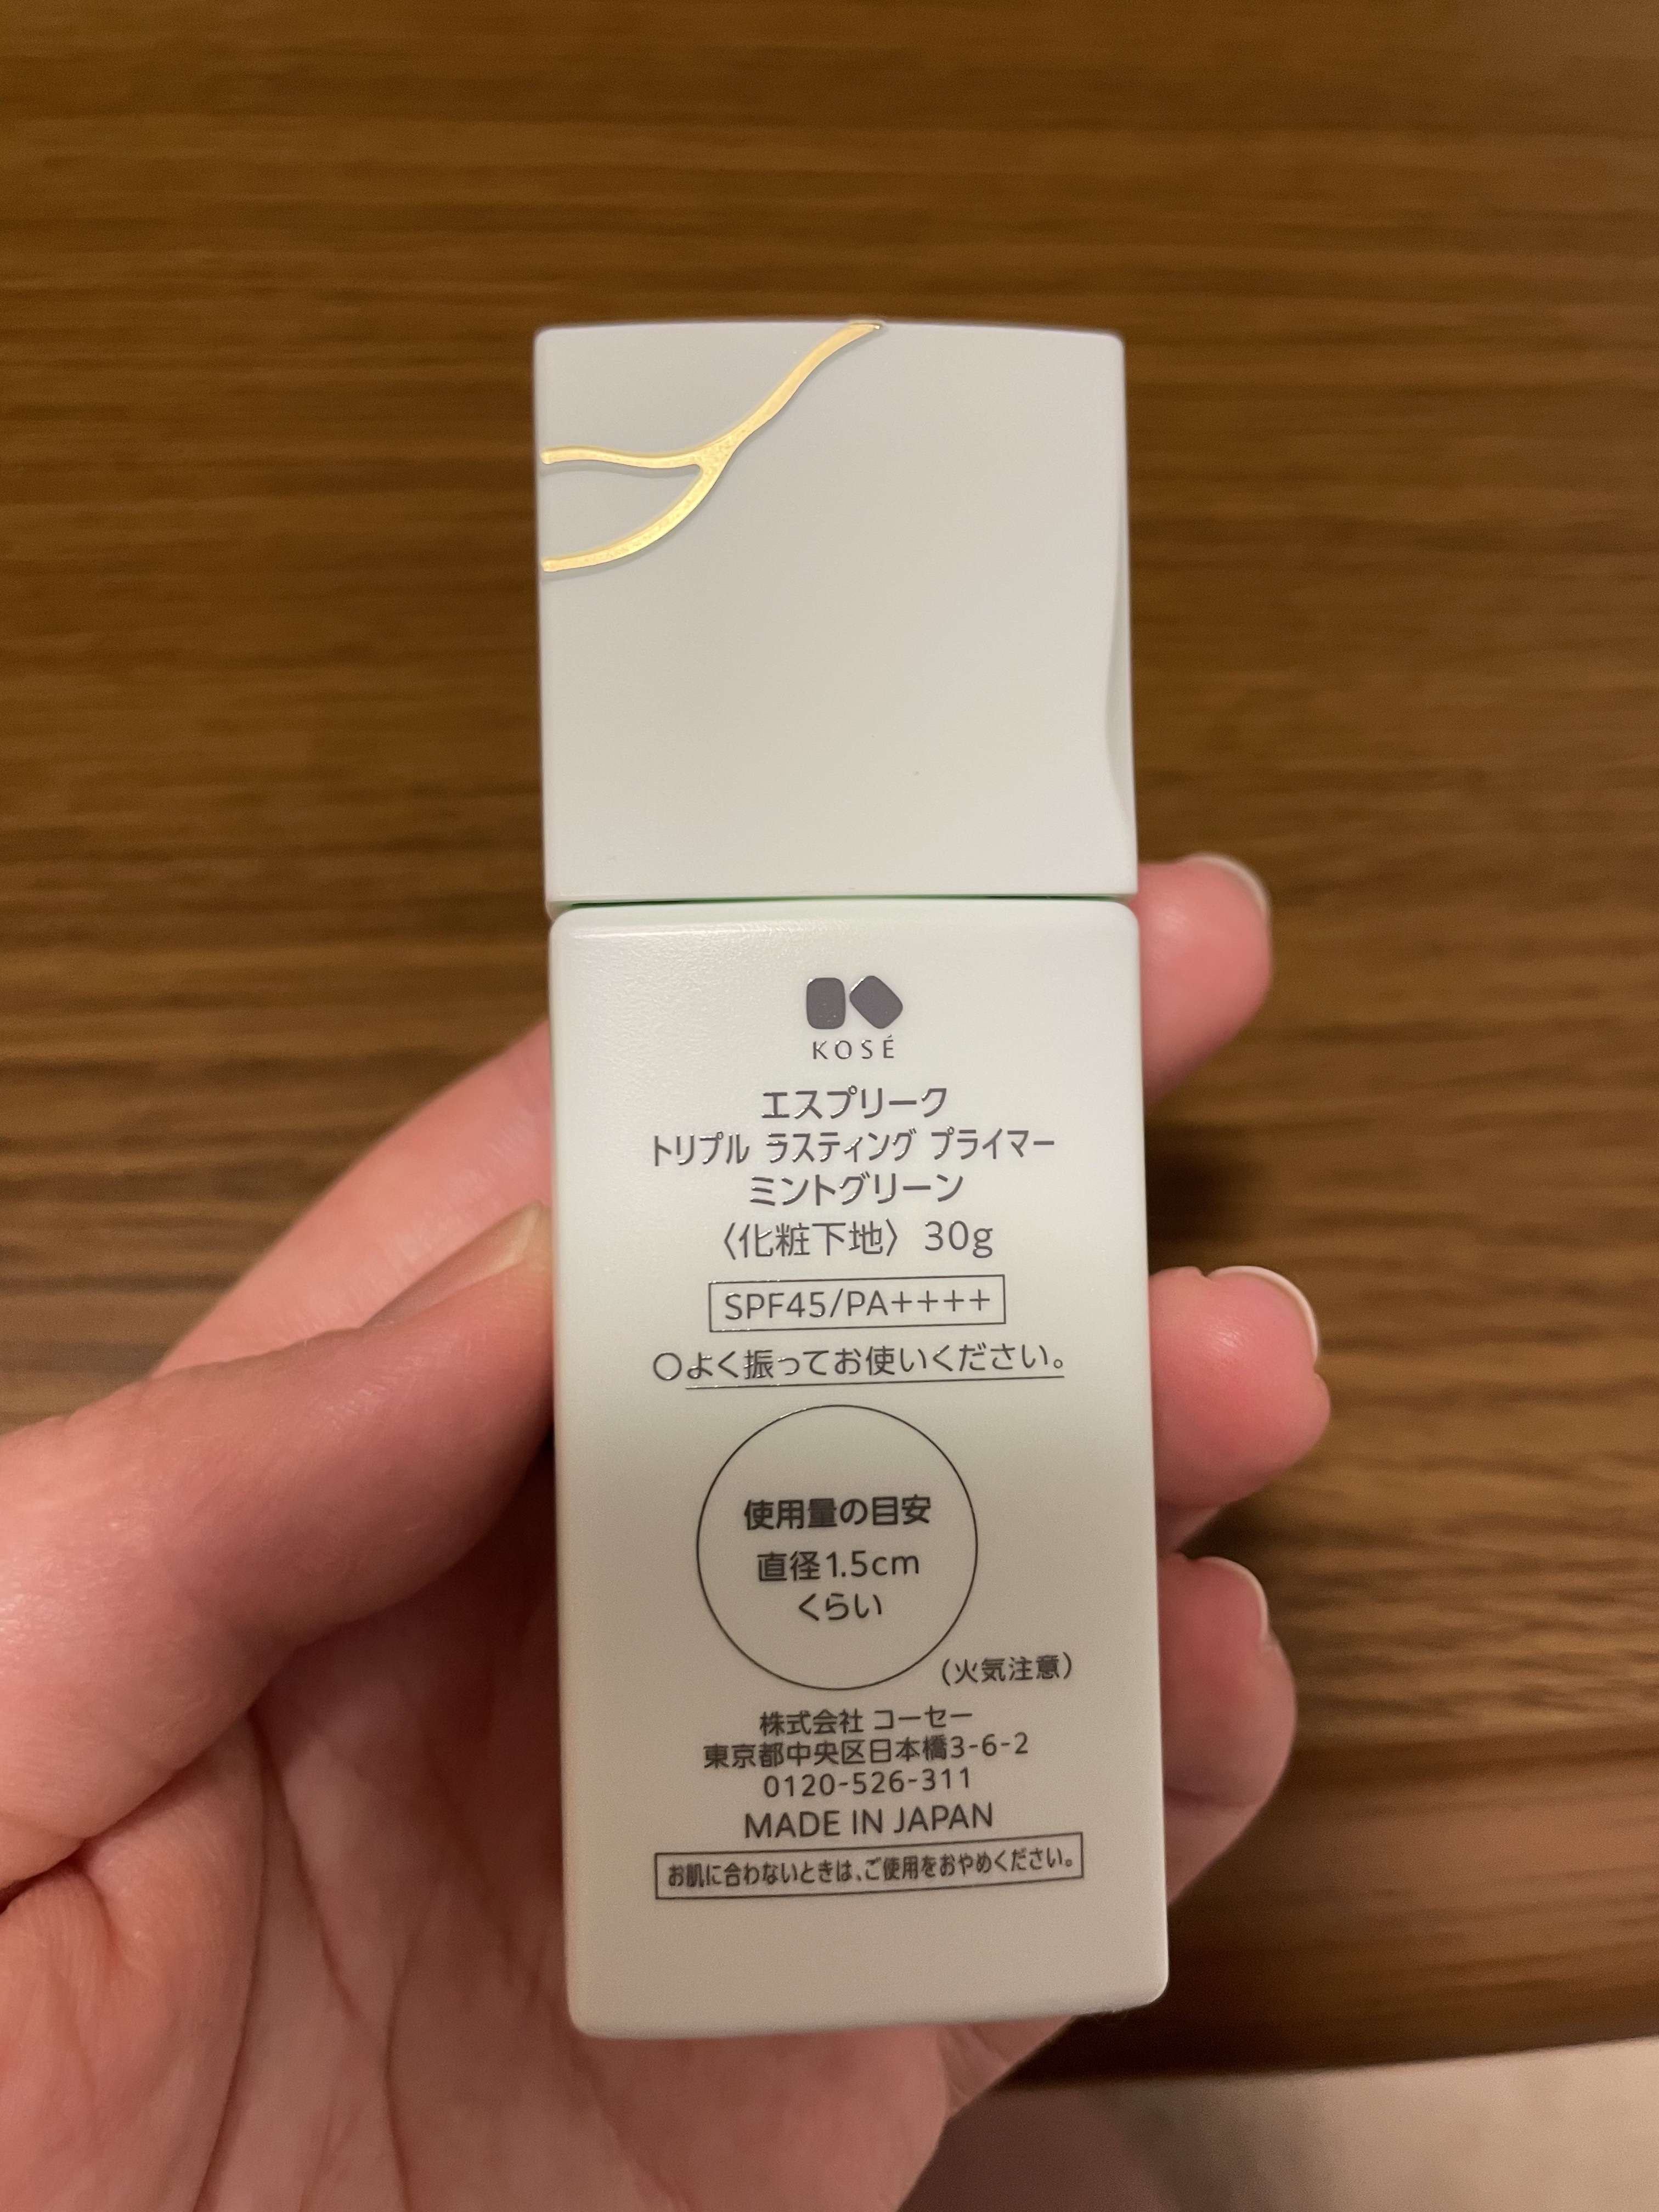 KOSÉ
エスプリーク
トリプル ラスティング プライマー
ミントグリーン
〈化粧下地〉 30g
SPF45/PA++++
○よく振ってお使いください。
使用量の目安
直径1.5cm
くらい
(火気注意)
株式会社 コーセー
東京都中央区日本橋3-6-2
0120-526-311
MADE IN JAPAN
お肌に合わないときは、ご使用をおやめください。